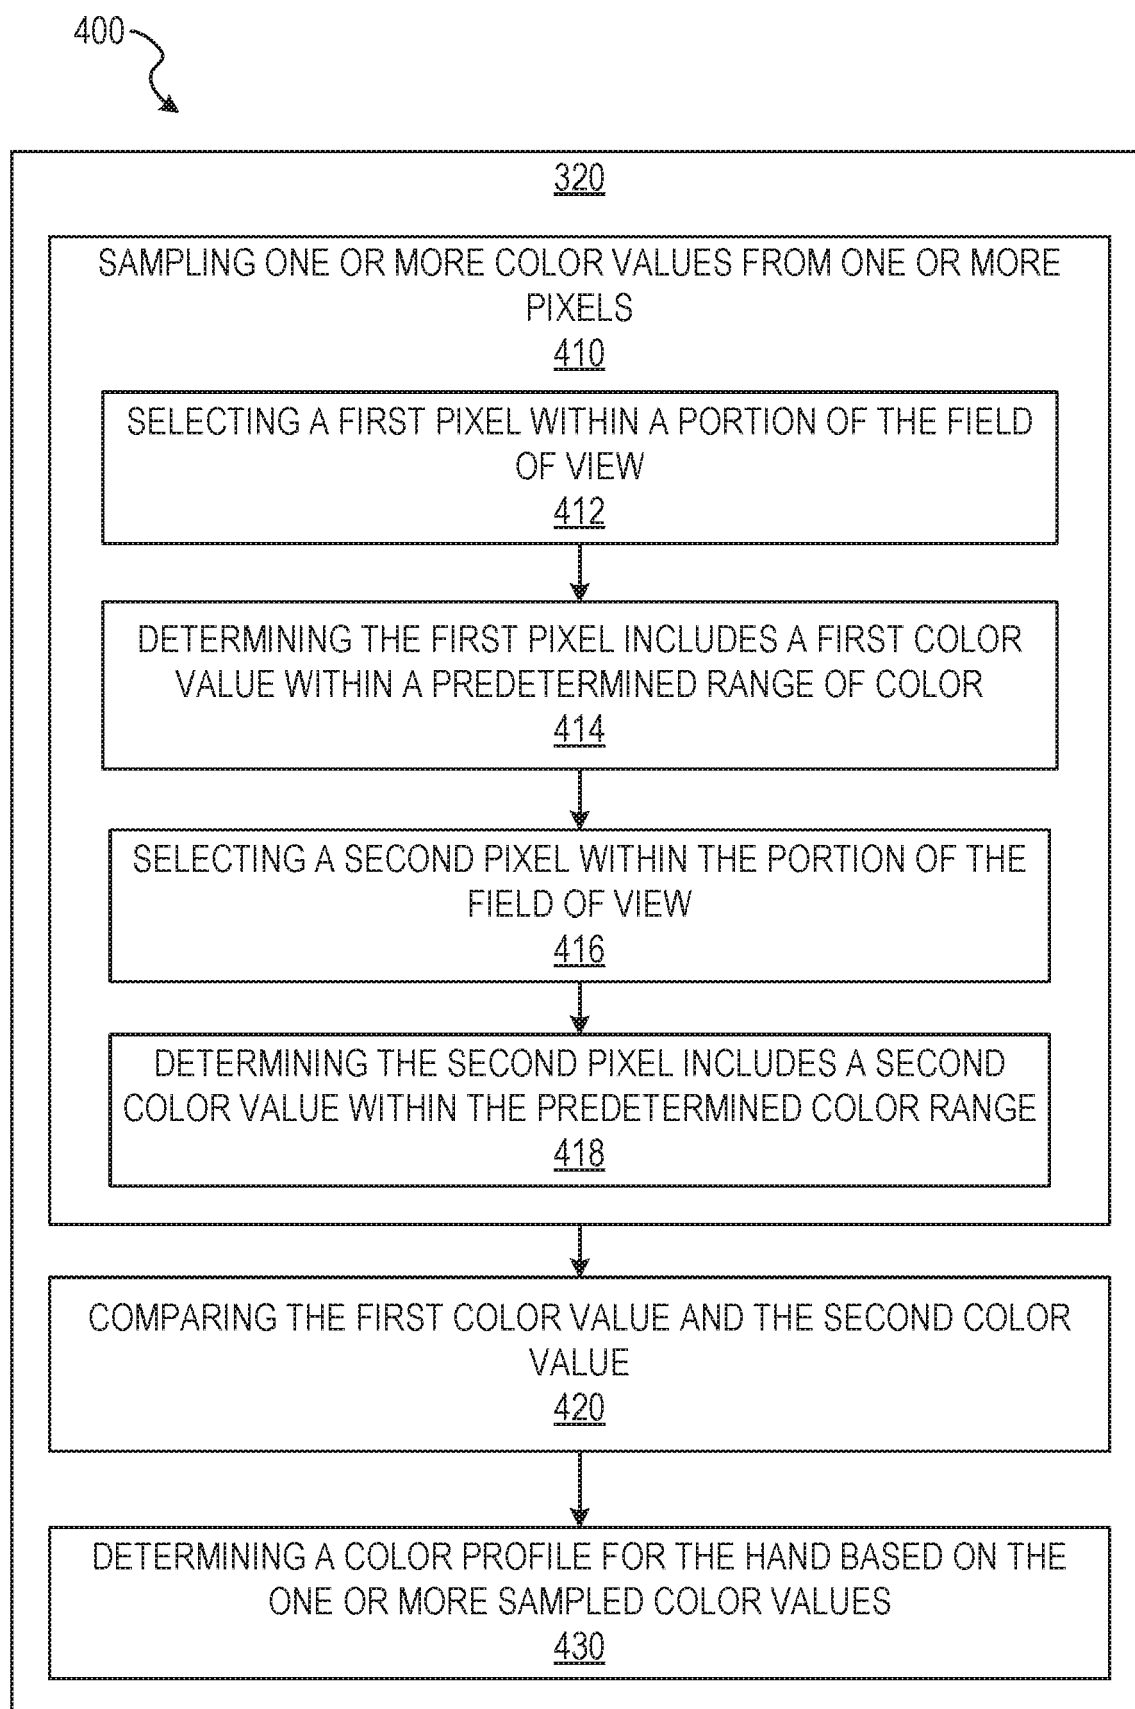 400
320
SAMPLING ONE OR MORE COLOR VALUES FROM ONE OR MORE
PIXELS
410
SELECTING A FIRST PIXEL WITHIN A PORTION OF THE FIELD
OF VIEW
412
DETERMINING THE FIRST PIXEL INCLUDES A FIRST COLOR
VALUE WITHIN A PREDETERMINED RANGE OF COLOR
414
SELECTING A SECOND PIXEL WITHIN THE PORTION OF THE
FIELD OF VIEW
416
DETERMINING THE SECOND PIXEL INCLUDES A SECOND
COLOR VALUE WITHIN THE PREDETERMINED COLOR RANGE
418
COMPARING THE FIRST COLOR VALUE AND THE SECOND COLOR
VALUE
420
DETERMINING A COLOR PROFILE FOR THE HAND BASED ON THE
ONE OR MORE SAMPLED COLOR VALUES
430